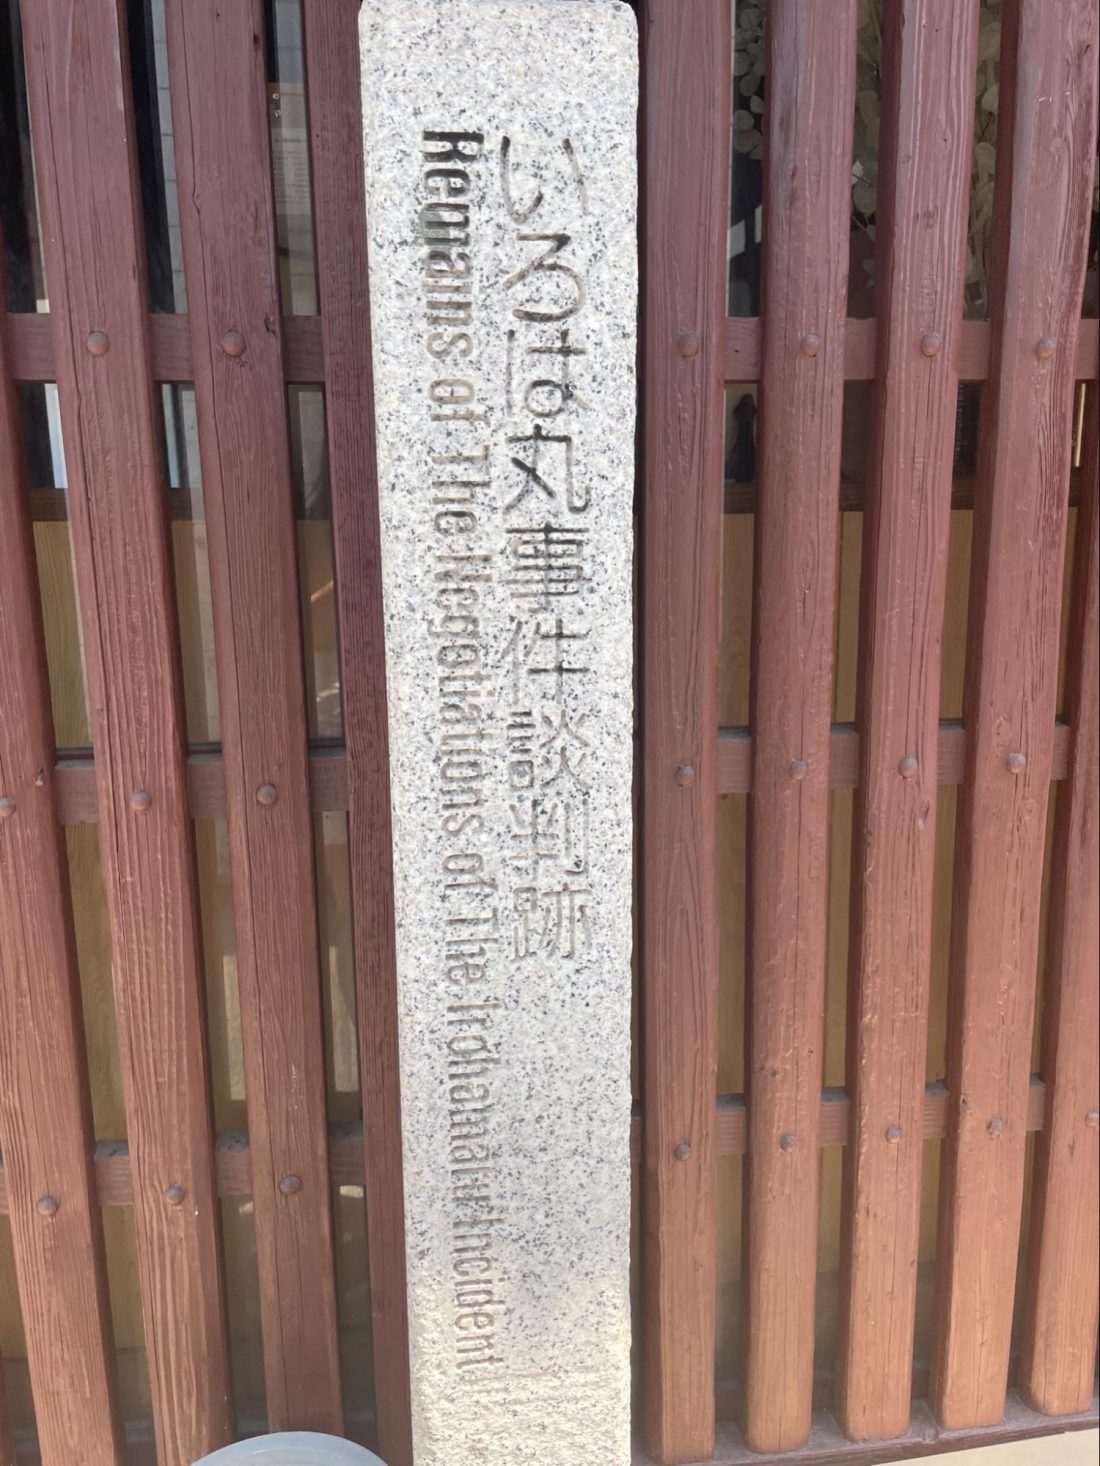 いろは丸事件談判跡
Remains of The Negotiations of The Irohamaru Incident